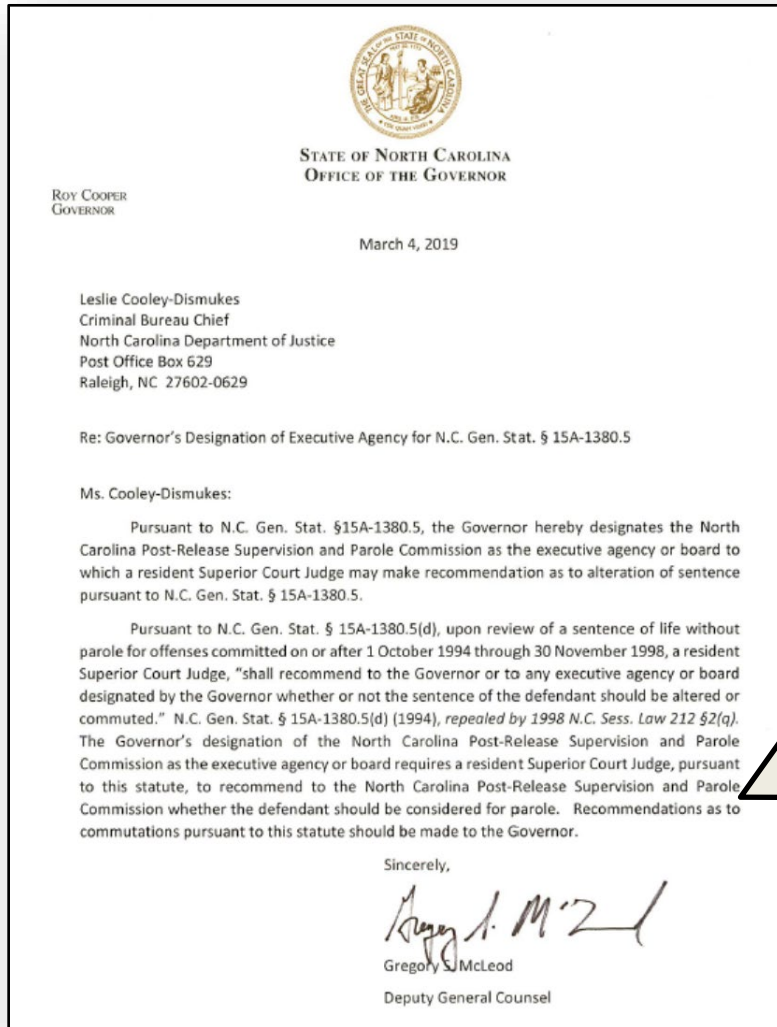 THE GREAT SEAL OF THE STATE OF NORTH CAROLINA
STATE OF NORTH CAROLINA
OFFICE OF THE GOVERNOR
ROY COOPER
GOVERNOR
March 4, 2019
Leslie Cooley-Dismukes
Criminal Bureau Chief
North Carolina Department of Justice
Post Office Box 629
Raleigh, NC 27602-0629
Re: Governor's Designation of Executive Agency for N.C. Gen. Stat. § 15A-1380.5
Ms. Cooley-Dismukes:
Pursuant to N.C. Gen. Stat. §15A-1380.5, the Governor hereby designates the North
Carolina Post-Release Supervision and Parole Commission as the executive agency or board to
which a resident Superior Court Judge may make recommendation as to alteration of sentence
pursuant to N.C. Gen. Stat. § 15A-1380.5.
Pursuant to N.C. Gen. Stat. § 15A-1380.5(d), upon review of a sentence of life without
parole for offenses committed on or after 1 October 1994 through 30 November 1998, a resident
Superior Court Judge, "shall recommend to the Governor or to any executive agency or board
designated by the Governor whether or not the sentence of the defendant should be altered or
commuted." N.C. Gen. Stat. § 15A-1380.5(d) (1994), repealed by 1998 N.C. Sess. Law 212 §2(q).
The Governor's designation of the North Carolina Post-Release Supervision and Parole
Commission as the executive agency or board requires a resident Superior Court Judge, pursuant
to this statute, to recommend to the North Carolina Post-Release Supervision and Parole
Commission whether the defendant should be considered for parole. Recommendations as to
commutations pursuant to this statute should be made to the Governor.
Sincerely,
Gregory S. McLeod
Deputy General Counsel